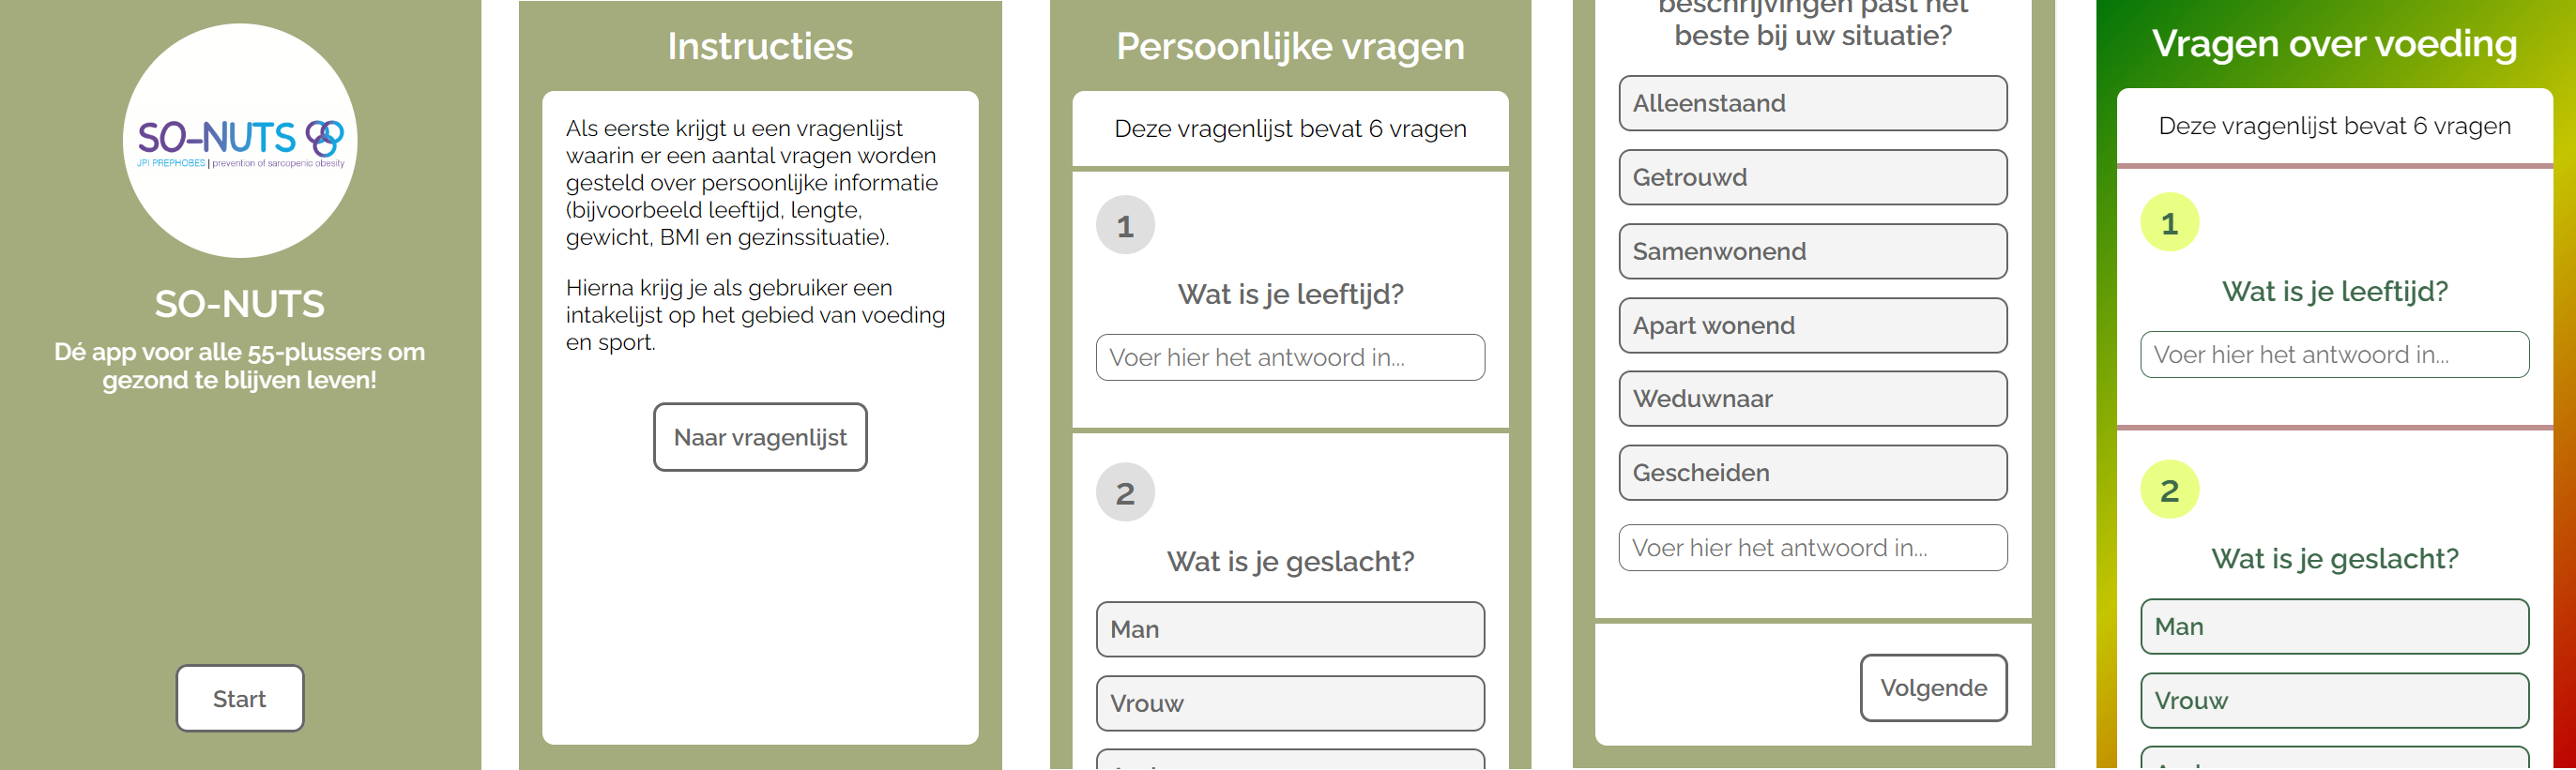 SO-NUTS
JPI PREPHOBES | prevention of sarcopenic obesity
SO-NUTS
Dé app voor alle 55-plussers om
gezond te blijven leven!
Start
Instructies
Als eerste krijgt u een vragenlijst
waarin er een aantal vragen worden
gesteld over persoonlijke informatie
(bijvoorbeeld leeftijd, lengte,
gewicht, BMI en gezinssituatie).
Hierna krijg je als gebruiker een
intakelijst op het gebied van voeding
en sport.
Naar vragenlijst
Persoonlijke vragen
Deze vragenlijst bevat 6 vragen
1
Wat is je leeftijd?
Voer hier het antwoord in...
2
Wat is je geslacht?
Man
Vrouw
beschrijvingen past het
beste bij uw situatie?
Alleenstaand
Getrouwd
Samenwonend
Apart wonend
Weduwnaar
Gescheiden
Voer hier het antwoord in...
Volgende
Vragen over voeding
Deze vragenlijst bevat 6 vragen
1
Wat is je leeftijd?
Voer hier het antwoord in...
2
Wat is je geslacht?
Man
Vrouw